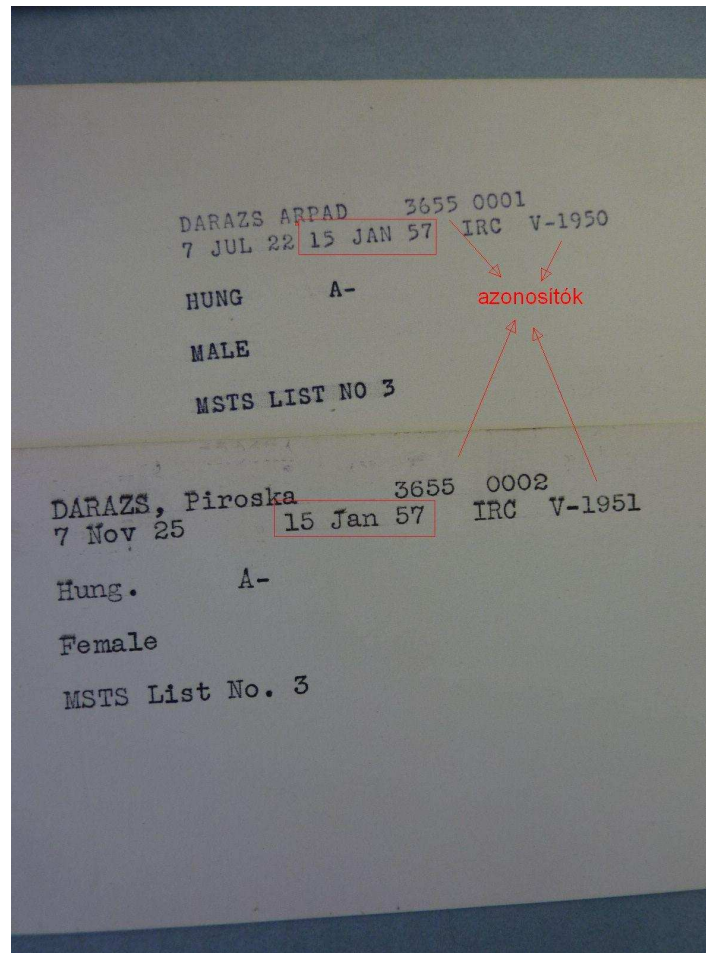 DARAZS ARPAD 3655 0001
7 JUL 22 15 JAN 57 IRC V-1950
azonosítók
HUNG A-
MALE
MSTS LIST NO 3
DARAZS, Piroska 3655 0002
7 Nov 25 15 Jan 57 IRC V-1951
Hung. A-
Female
MSTS List No. 3